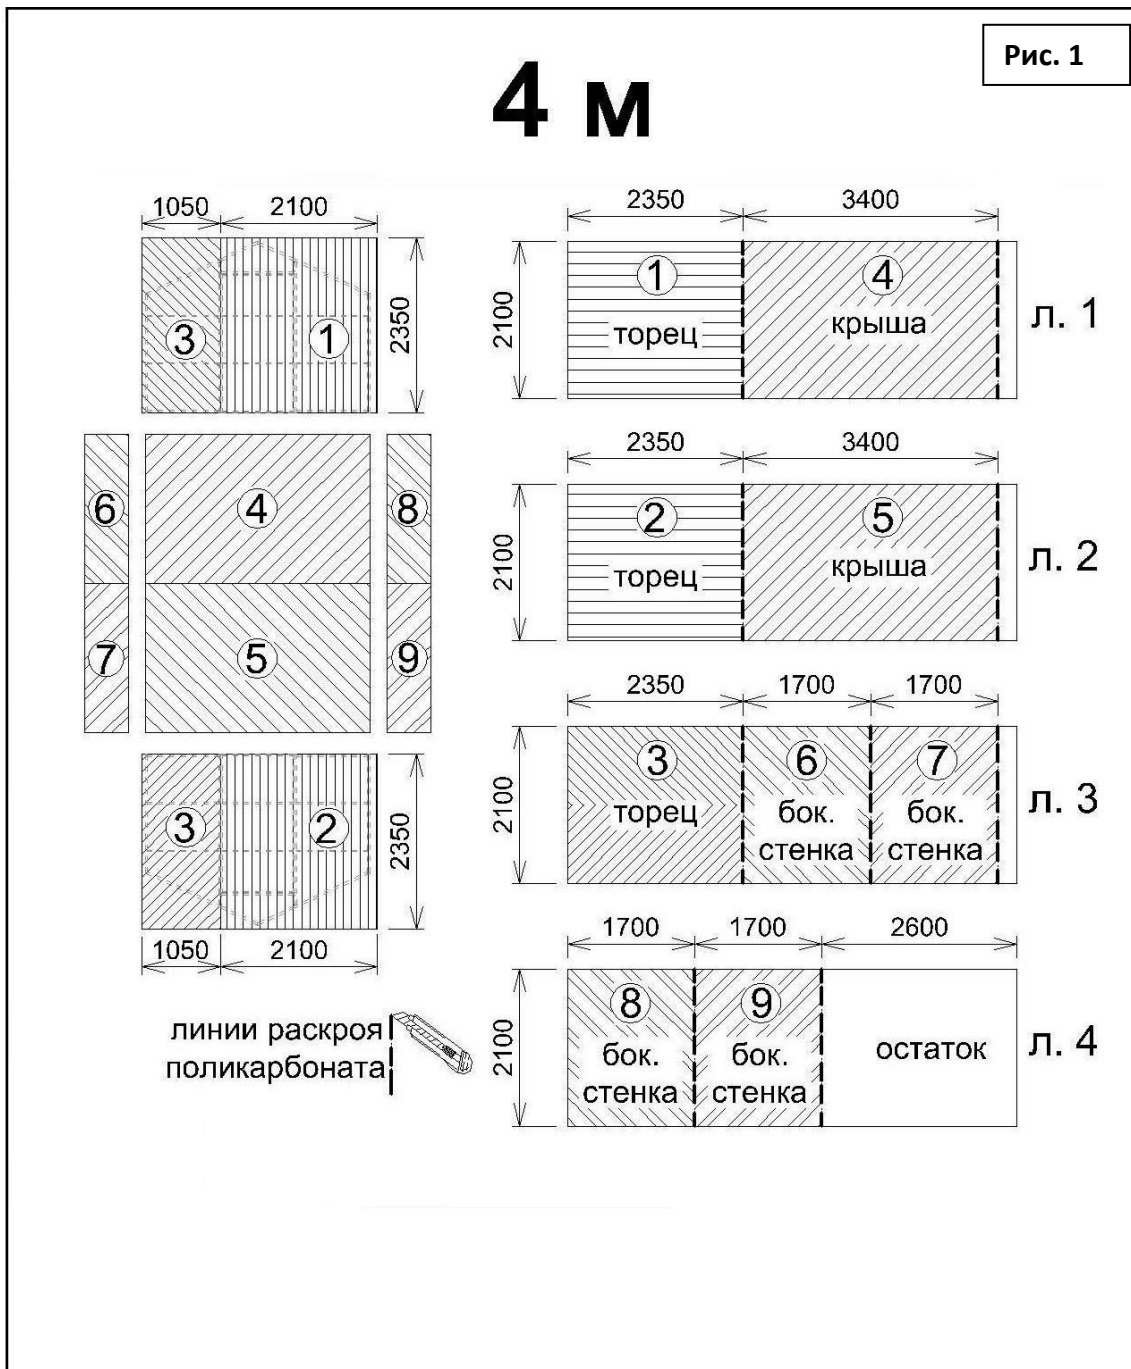 Рис. 1
4 м
1050 2100
3 1 2350
6 4 8
7 5 9
3 2 2350
1050 2100
линии раскроя
поликарбоната
2350 3400
2100
1 4
торец крыша
л. 1
2350 3400
2100
2 5
торец крыша
л. 2
2350 1700 1700
2100
3 6 7
торец бок. бок.
стенка стенка
л. 3
1700 1700 2600
2100
8 9
бок. бок. остаток
стенка стенка
л. 4